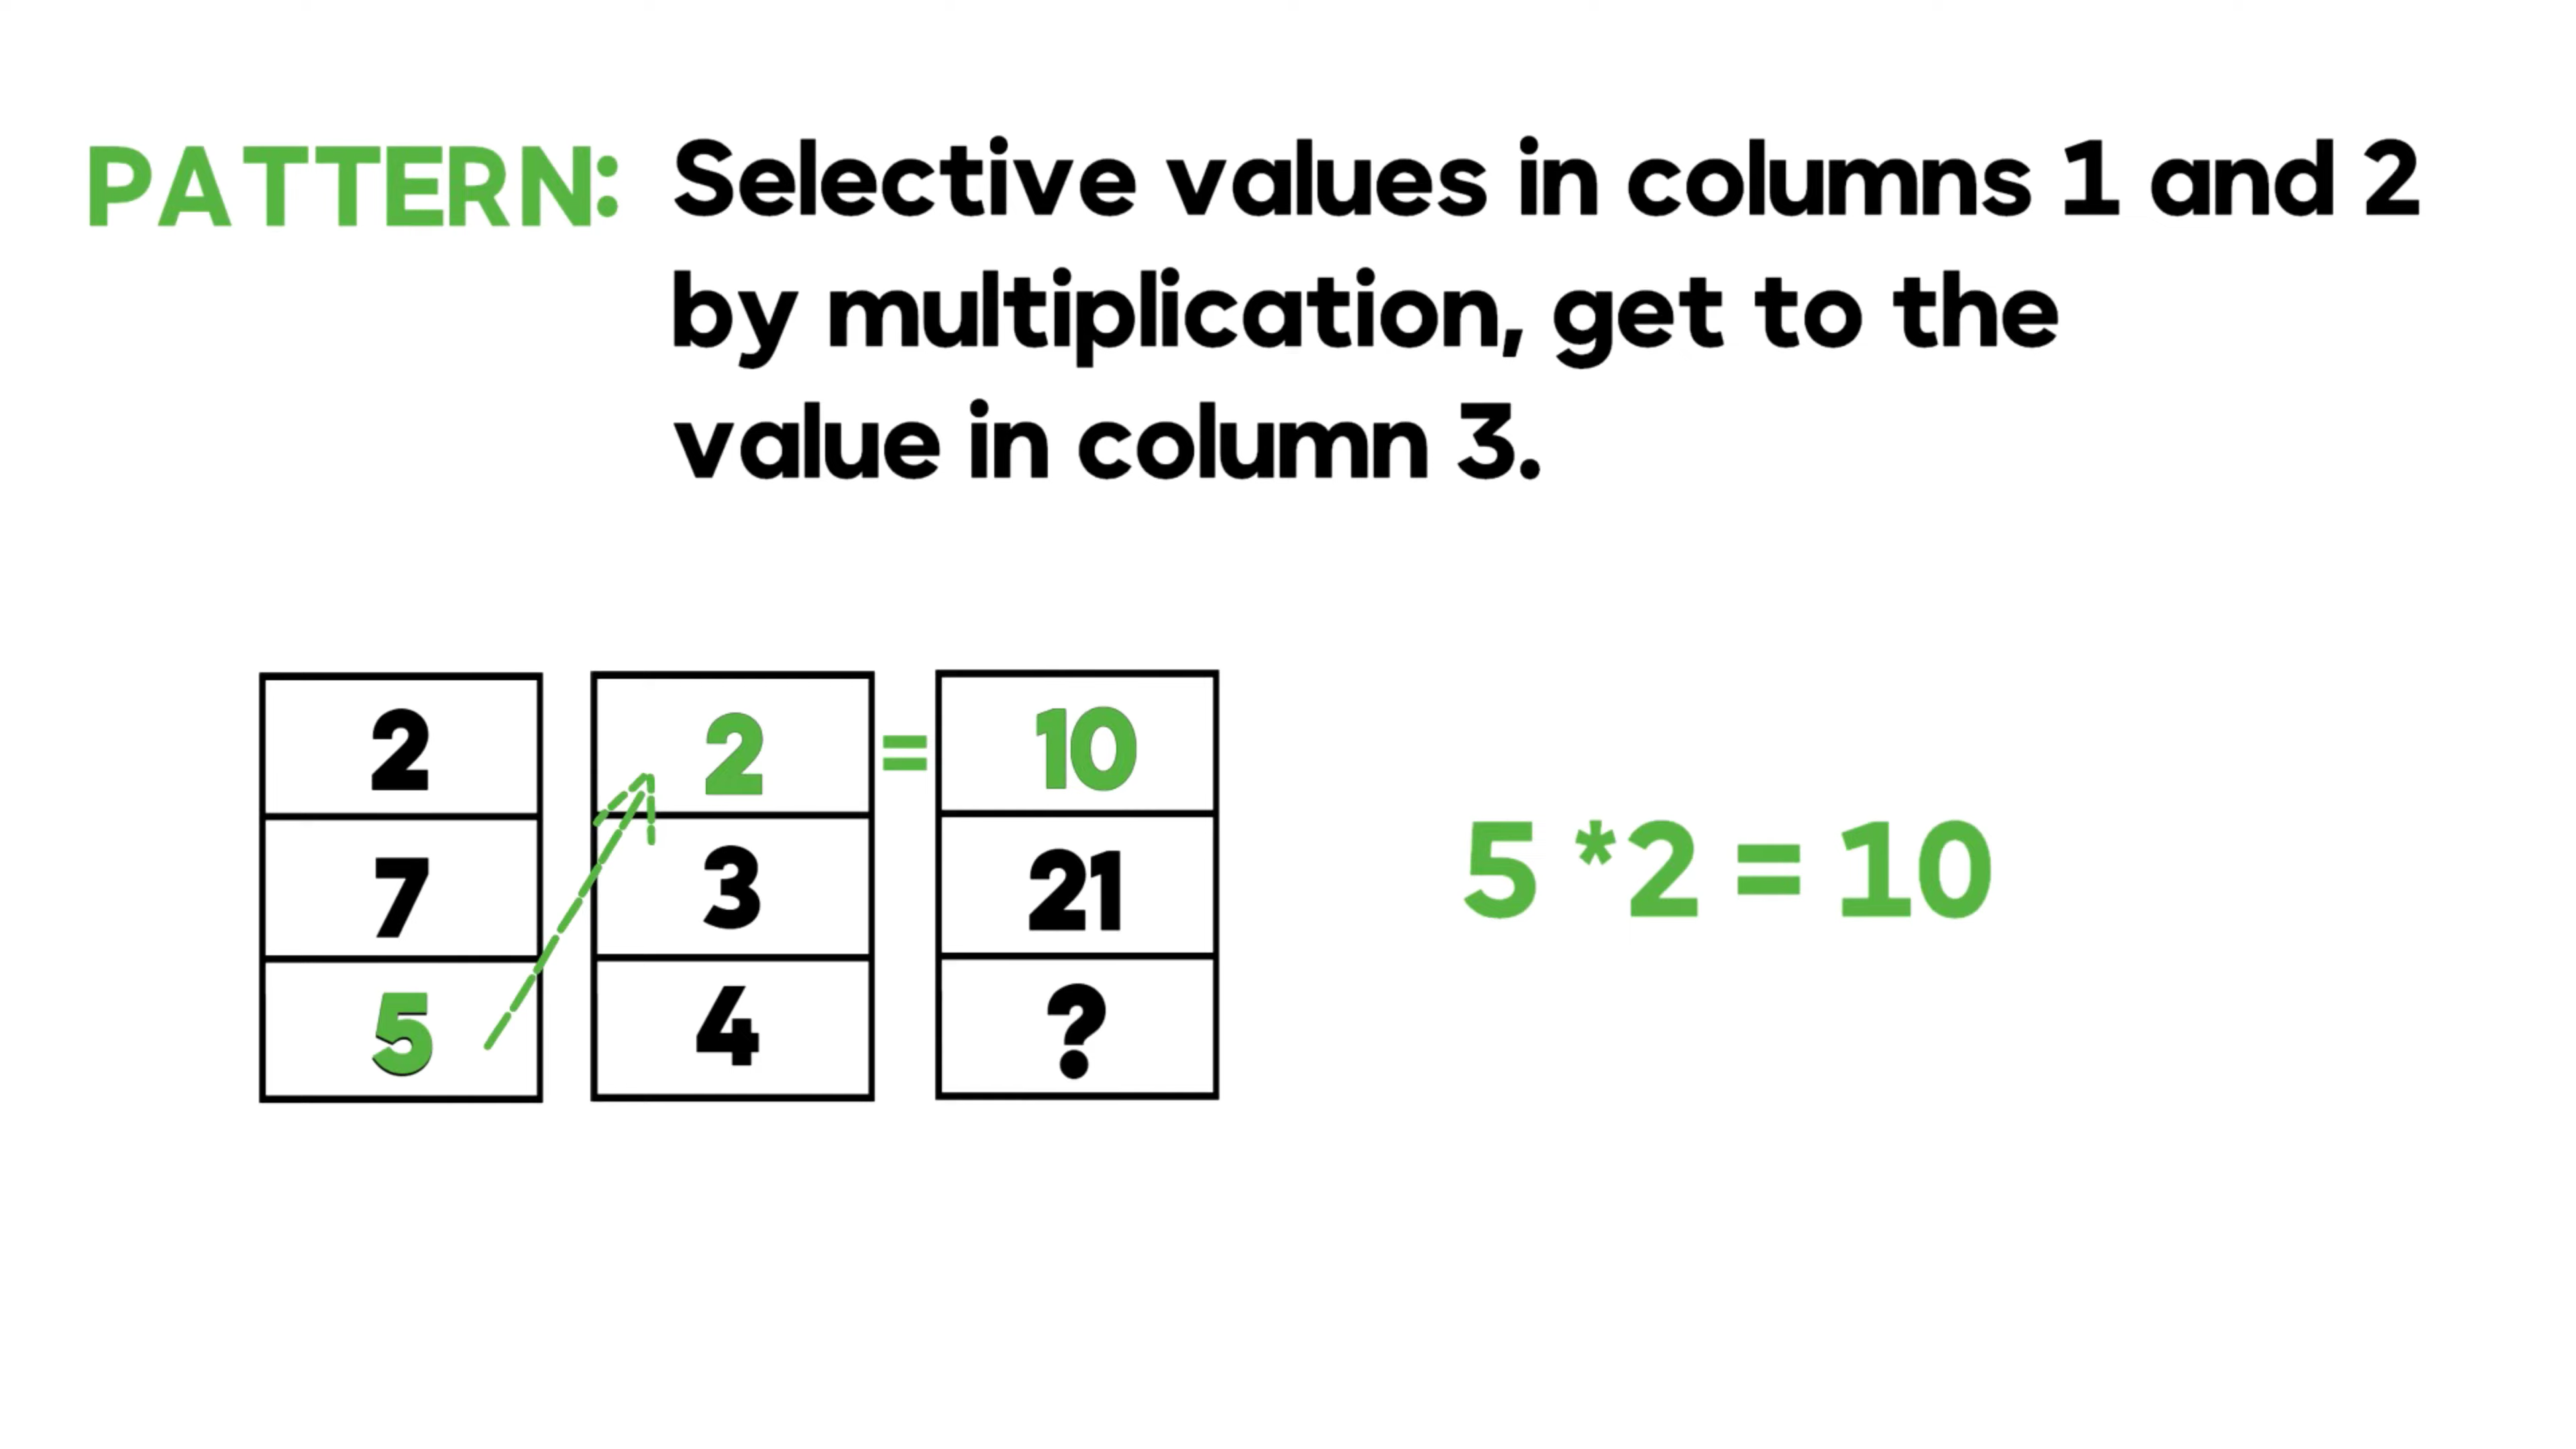 PATTERN: Selective values in columns 1 and 2
by multiplication, get to the
value in column 3.
2 2 = 10
7 3 21
5 4 ?
5 *2 = 10